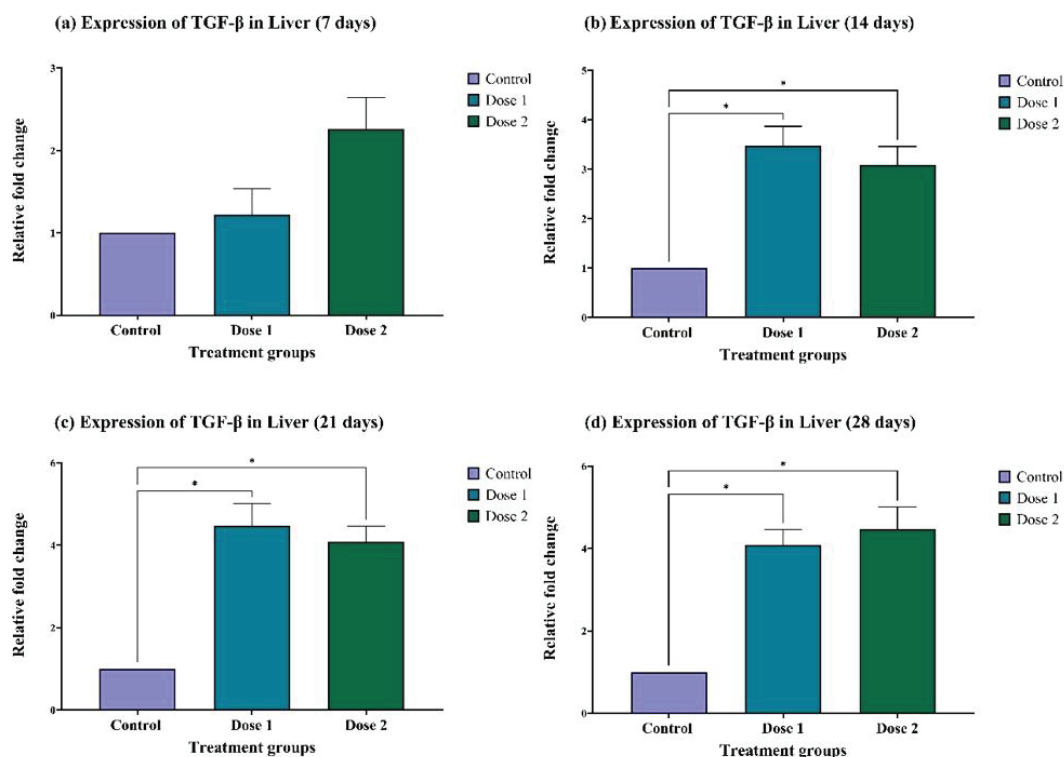 (a) Expression of TGF-β in Liver (7 days)
3
2
1
0
Relative fold change
Control
Dose 1
Dose 2
Control
Dose 1
Dose 2
Treatment groups
(b) Expression of TGF-β in Liver (14 days)
5
4
3
2
1
0
Relative fold change
*
*
Control
Dose 1
Dose 2
Control
Dose 1
Dose 2
Treatment groups
(c) Expression of TGF-β in Liver (21 days)
6
4
2
0
Relative fold change
*
*
Control
Dose 1
Dose 2
Control
Dose 1
Dose 2
Treatment groups
(d) Expression of TGF-β in Liver (28 days)
6
4
2
0
Relative fold change
*
*
Control
Dose 1
Dose 2
Control
Dose 1
Dose 2
Treatment groups